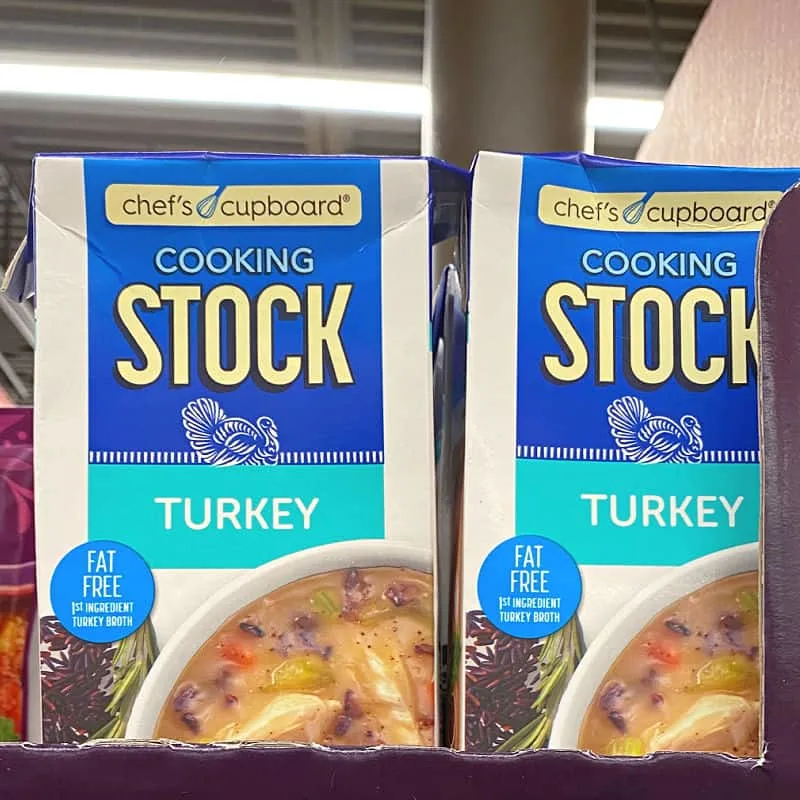 chef's cupboard®
COOKING
STOCK
TURKEY
FAT
FREE
1st INGREDIENT
TURKEY BROTH
chef's cupboard®
COOKING
STOCK
TURKEY
FAT
FREE
1st INGREDIENT
TURKEY BROTH